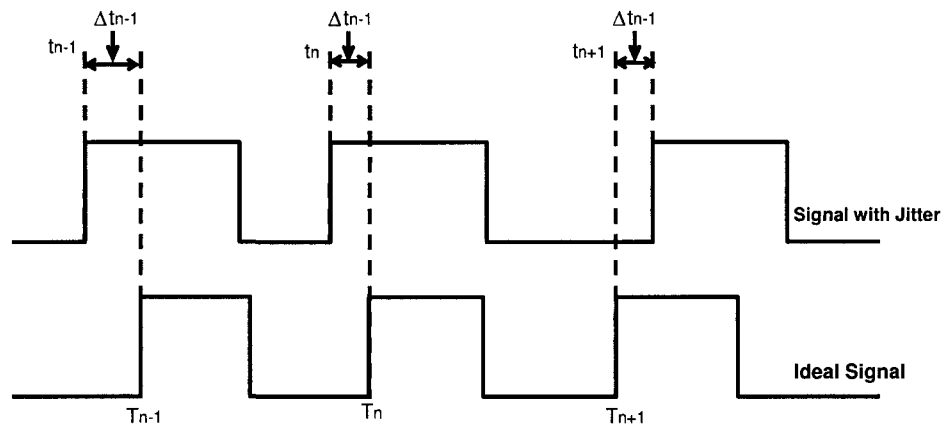 Δtn-1 Δtn-1 Δtn-1
tn-1 tn tn+1
Signal with Jitter
Ideal Signal
Tn-1 Tn Tn+1